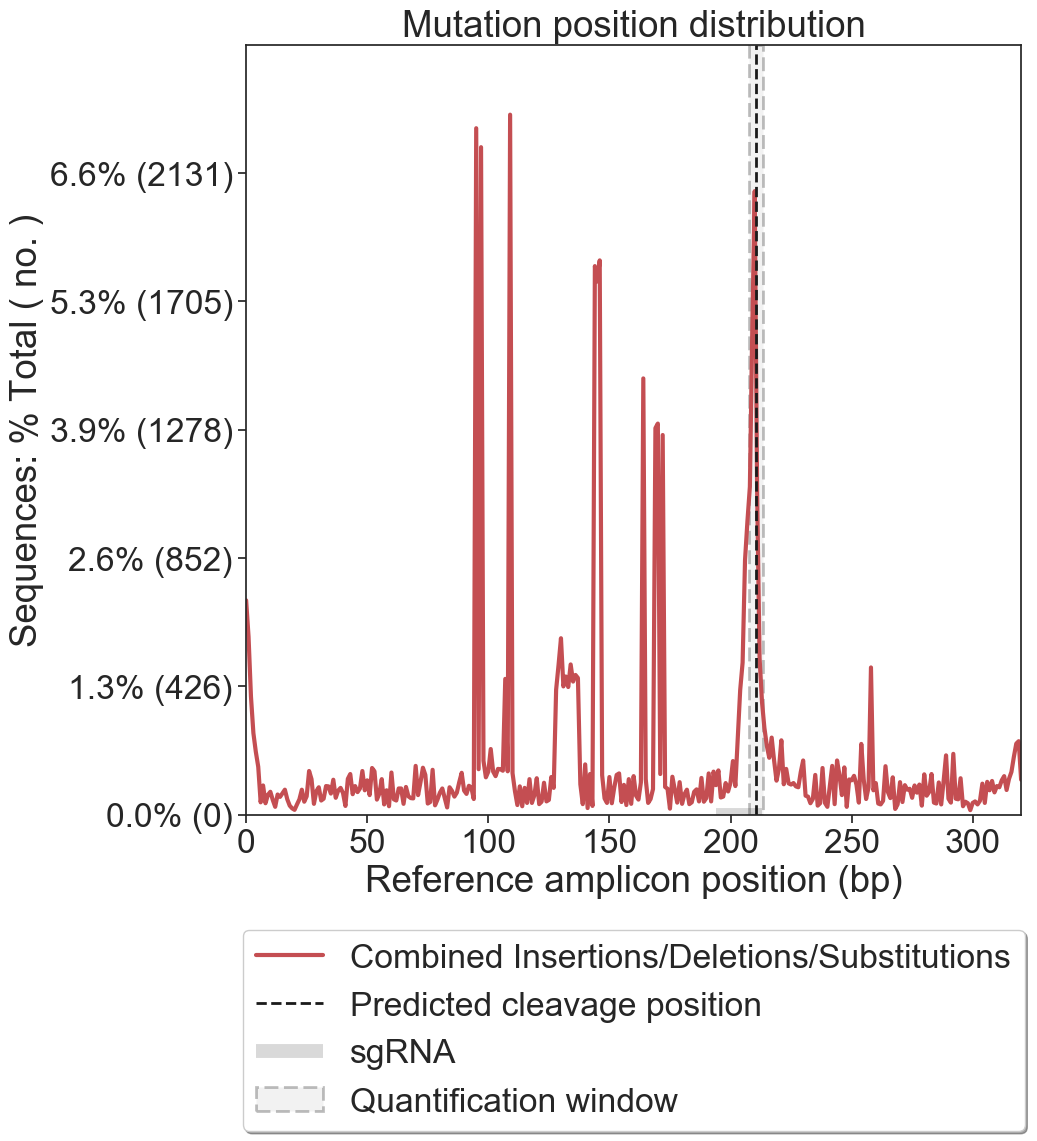 Mutation position distribution
Sequences: % Total ( no. )
6.6% (2131)
5.3% (1705)
3.9% (1278)
2.6% (852)
1.3% (426)
0.0% (0)
0 50 100 150 200 250 300
Reference amplicon position (bp)
Combined Insertions/Deletions/Substitutions
Predicted cleavage position
sgRNA
Quantification window